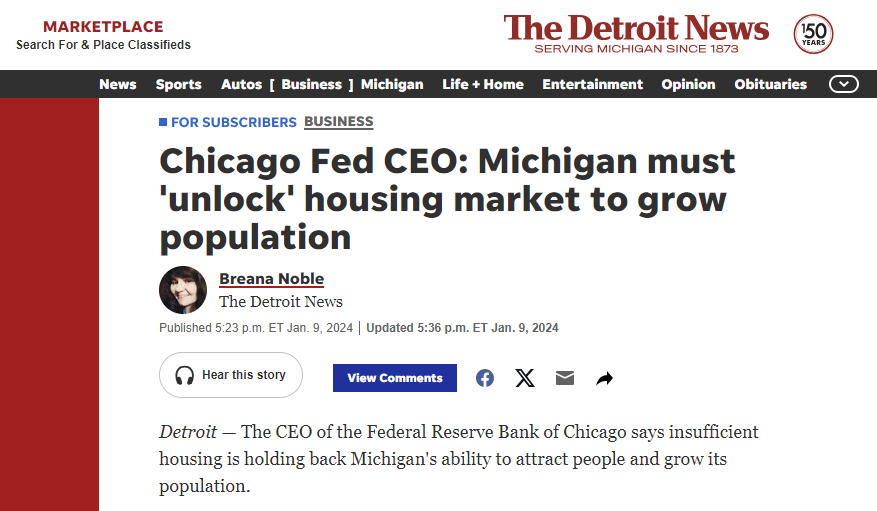 MARKETPLACE
Search For & Place Classifieds
The Detroit News
SERVING MICHIGAN SINCE 1873
150
YEARS
News Sports Autos [ Business ] Michigan Life + Home Entertainment Opinion Obituaries
FOR SUBSCRIBERS BUSINESS
Chicago Fed CEO: Michigan must
'unlock' housing market to grow
population
Breana Noble
The Detroit News
Published 5:23 p.m. ET Jan. 9, 2024 | Updated 5:36 p.m. ET Jan. 9, 2024
Hear this story
View Comments
Detroit — The CEO of the Federal Reserve Bank of Chicago says insufficient
housing is holding back Michigan's ability to attract people and grow its
population.